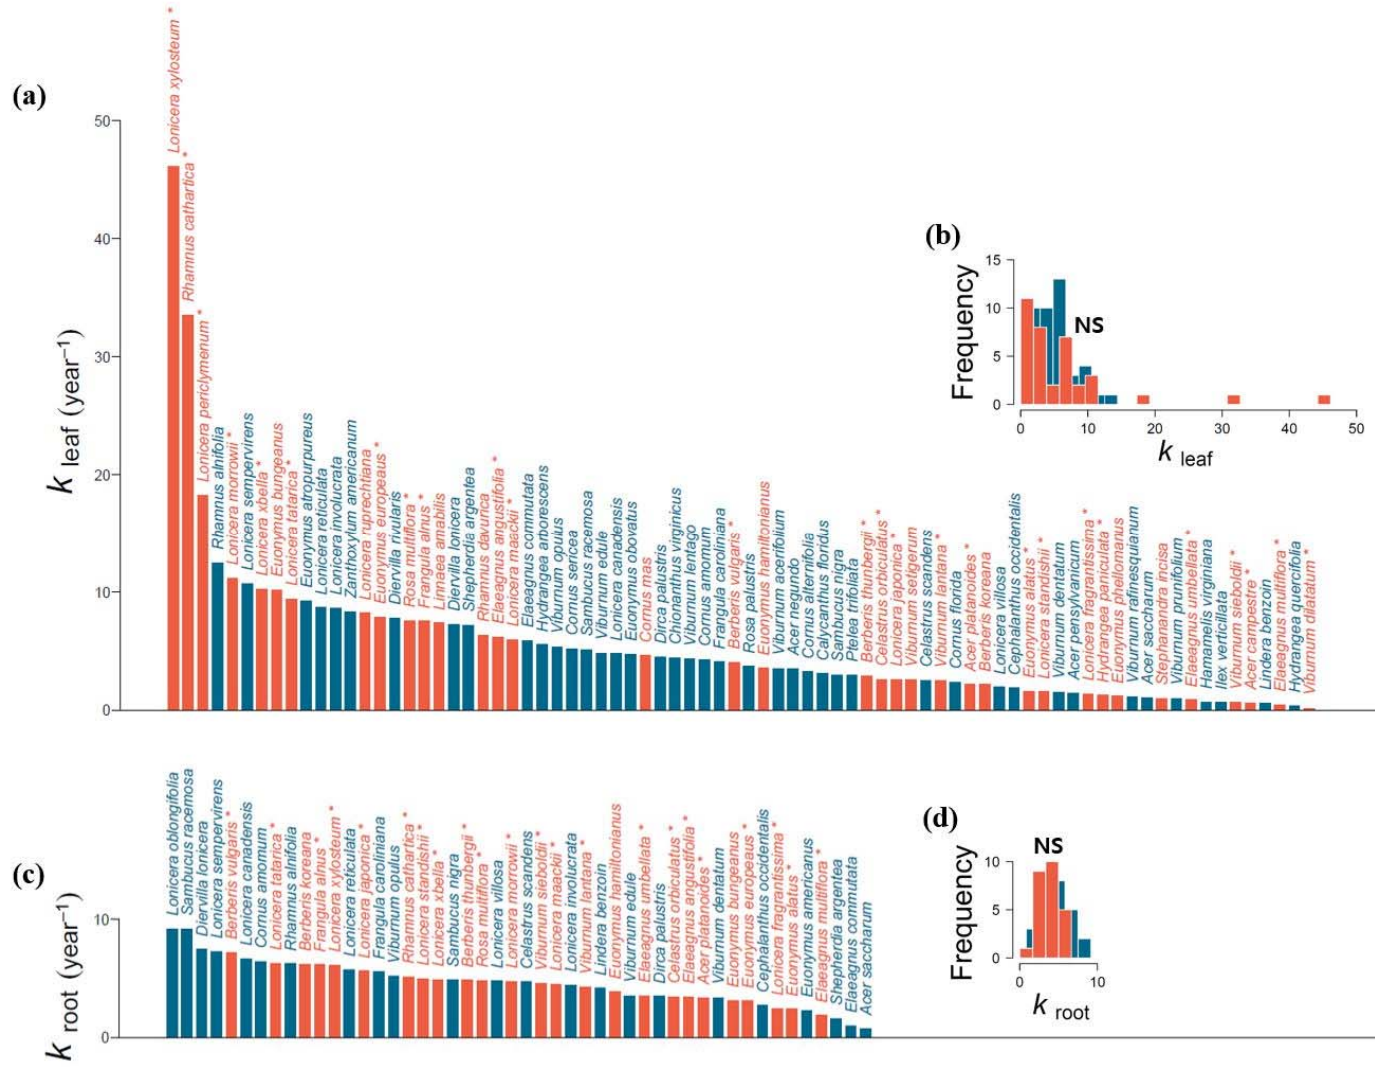 (a)
k leaf (year⁻¹)
50
40
30
20
10
0
Lonicera xylosteum *
Rhamnus cathartica *
Lonicera periclymenum *
Rhamnus alnifolia
Lonicera morrowii *
Lonicera sempervirens
Lonicera xbella *
Euonymus bungeanus
Lonicera tatarica *
Euonymus atropurpureus
Lonicera reticulata
Lonicera involucrata
Zanthoxylum americanum
Lonicera ruprechtiana *
Euonymus europeaus *
Diervilla rivularis
Rosa multiflora *
Frangula alnus *
Linnaea amabilis
Diervilla lonicera
Shepherdia argentea
Rhamnus davurica
Elaeagnus angustifolia *
Lonicera maackii *
Elaeagnus commutata
Hydrangea arborescens
Viburnum opulus
Cornus sericea
Sambucus racemosa
Viburnum edule
Lonicera canadensis
Euonymus obovatus
Cornus mas
Dirca palustris
Chionanthus virginicus
Viburnum lentago
Cornus amomum
Frangula caroliniana
Berberis vulgaris *
Rosa palustris
Euonymus hamiltonianus
Viburnum acerifolium
Acer negundo
Cornus alternifolia
Calycanthus floridus
Sambucus nigra
Ptelea trifoliata
Berberis thunbergii *
Celastrus orbiculatus *
Lonicera japonica *
Viburnum setigerum
Celastrus scandens
Viburnum lantana *
Cornus florida
Acer platanoides *
Berberis koreana
Lonicera villosa
Cephalanthus occidentalis
Euonymus alatus *
Lonicera standishii *
Viburnum dentatum
Acer pensylvanicum
Lonicera fragrantissima *
Hydrangea paniculata *
Euonymus phellomanus
Viburnum rafinesquianum
Acer saccharum
Stephanandra incisa
Viburnum prunifolium
Elaeagnus umbellata *
Hamamelis virginiana
Ilex verticillata
Viburnum sieboldii *
Acer campestre *
Lindera benzoin
Elaeagnus multiflora *
Hydrangea quercifolia
Viburnum dilatatum *
(b)
Frequency
15
10
5
0
NS
0 10 20 30 40 50
k leaf
(c)
k root (year⁻¹)
10
0
Lonicera oblongifolia
Sambucus racemosa
Diervilla lonicera
Lonicera sempervirens
Berberis vulgaris *
Lonicera canadensis
Cornus amomum
Lonicera tatarica *
Rhamnus alnifolia
Berberis koreana
Frangula alnus *
Lonicera xylosteum *
Lonicera reticulata
Lonicera japonica *
Frangula caroliniana
Viburnum opulus
Rhamnus cathartica *
Lonicera standishii *
Lonicera xbella *
Sambucus nigra
Berberis thunbergii *
Rosa multiflora *
Lonicera villosa
Lonicera morrowii *
Celastrus scandens
Viburnum sieboldii *
Lonicera maackii *
Lonicera involucrata
Viburnum lantana *
Lindera benzoin
Euonymus hamiltonianus
Viburnum edule
Elaeagnus umbellata *
Dirca palustris
Celastrus orbiculatus *
Elaeagnus angustifolia *
Acer platanoides *
Viburnum dentatum
Euonymus bungeanus
Euonymus europeaus *
Cephalanthus occidentalis
Lonicera fragrantissima *
Euonymus alatus *
Euonymus americanus
Elaeagnus multiflora *
Shepherdia argentea
Elaeagnus commutata
Acer saccharum
(d)
Frequency
NS
10
5
0
0 10
k root